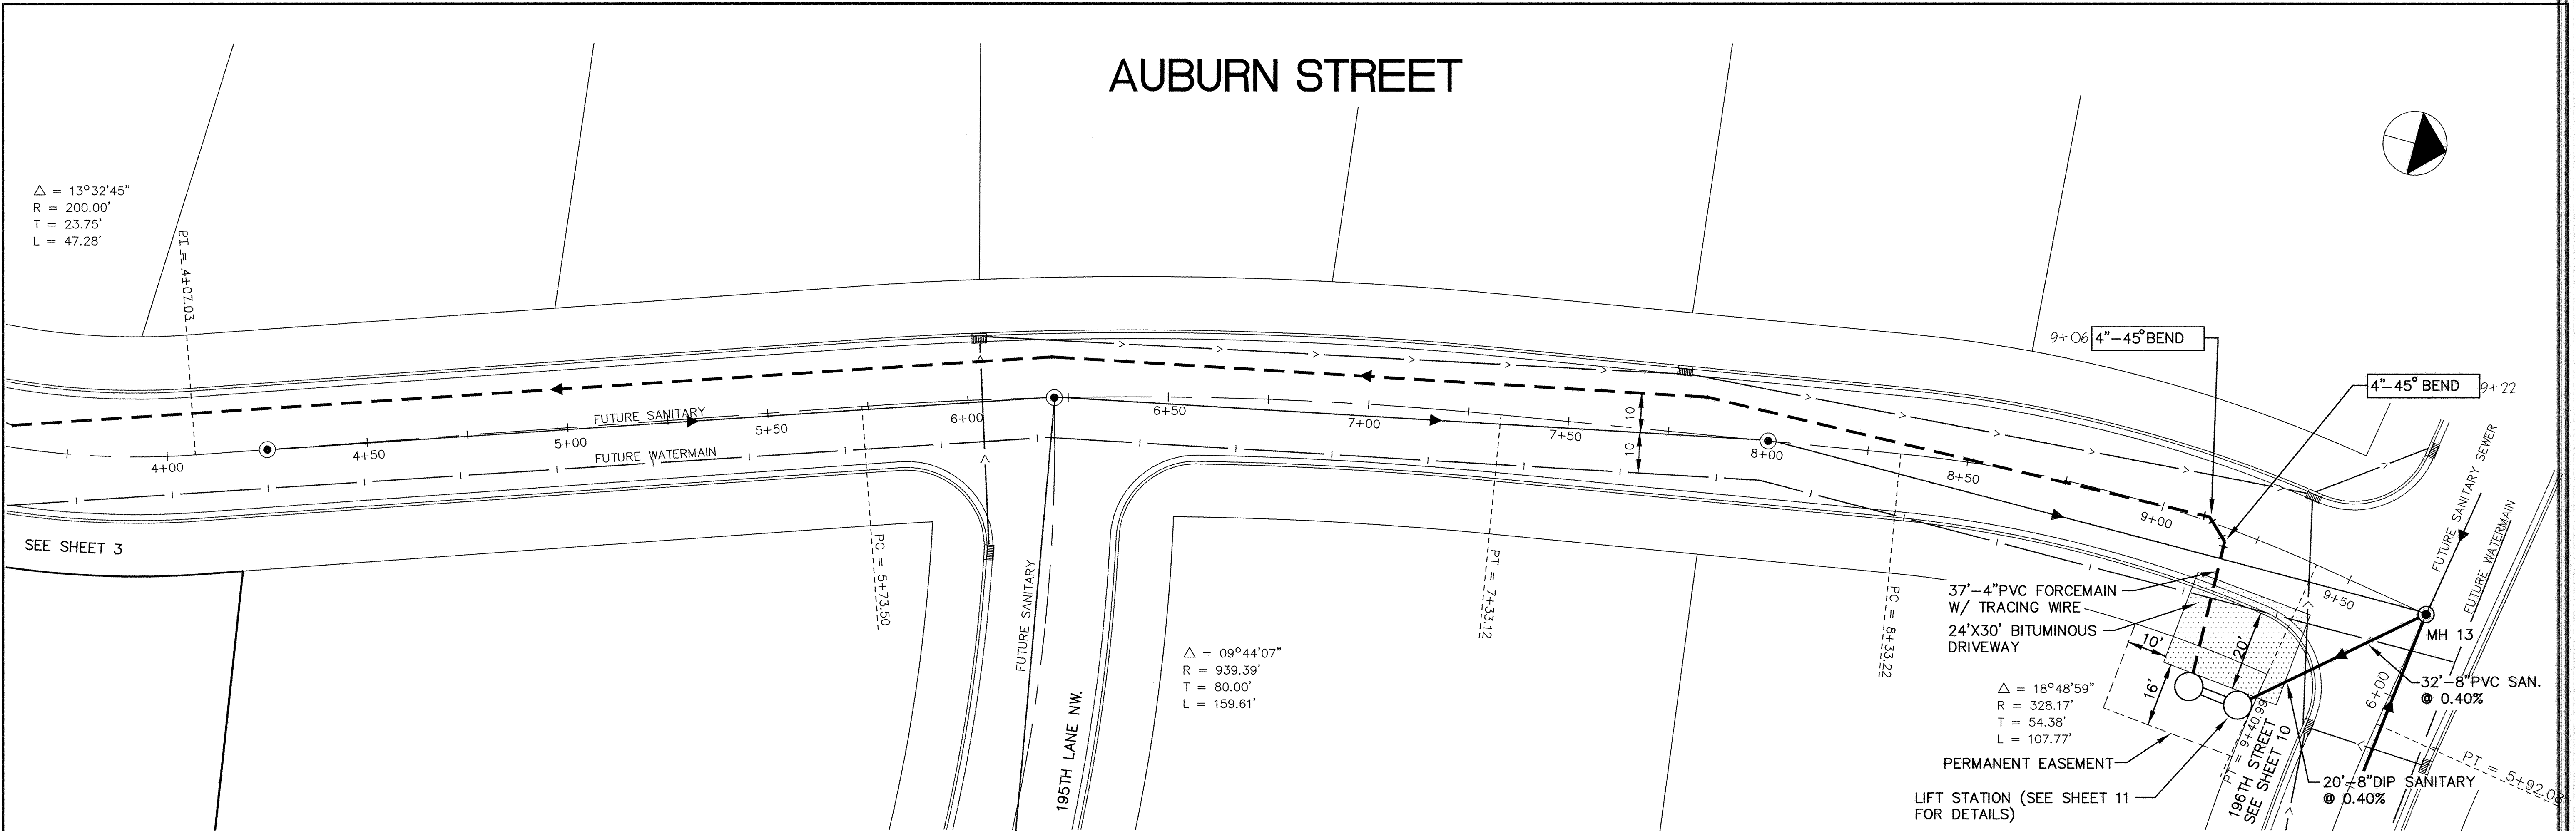 AUBURN STREET
△ = 13°32'45"
R = 200.00'
T = 23.75'
L = 47.28'
PI = 4+07.03
9+06 4"-45° BEND
4"-45° BEND 9+22
FUTURE SANITARY
FUTURE WATERMAIN
4+00
4+50
5+00
5+50
6+00
6+50
7+00
7+50
8+00
8+50
9+00
9+50
10
10
SEE SHEET 3
PC = 5+73.50
FUTURE SANITARY
195TH LANE NW.
PT = 7+33.12
△ = 09°44'07"
R = 939.39'
T = 80.00'
L = 159.61'
PC = 8+33.22
37'-4"PVC FORCEMAIN
W/ TRACING WIRE
24'X30' BITUMINOUS
DRIVEWAY
10'
20'
16'
△ = 18°48'59"
R = 328.17'
T = 54.38'
L = 107.77'
PERMANENT EASEMENT
LIFT STATION (SEE SHEET 11
FOR DETAILS)
PT = 9+40.99
196TH STREET
SEE SHEET 10
FUTURE SANITARY SEWER
FUTURE WATERMAIN
MH 13
32'-8"PVC SAN.
@ 0.40%
6+00
20'-8"DIP SANITARY
@ 0.40%
PT = 5+92.08